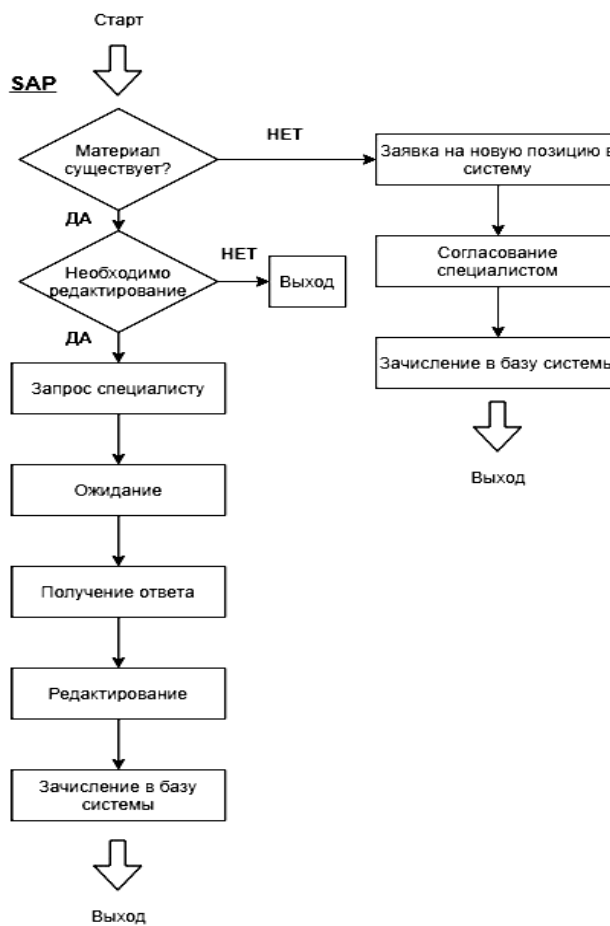 Старт
SAP
Материал
существует?
НЕТ
Заявка на новую позицию в
систему
ДА
Согласование
специалистом
Необходимо
редактирование
НЕТ
Выход
ДА
Зачисление в базу системы
Запрос специалисту
Выход
Ожидание
Получение ответа
Редактирование
Зачисление в базу
системы
Выход